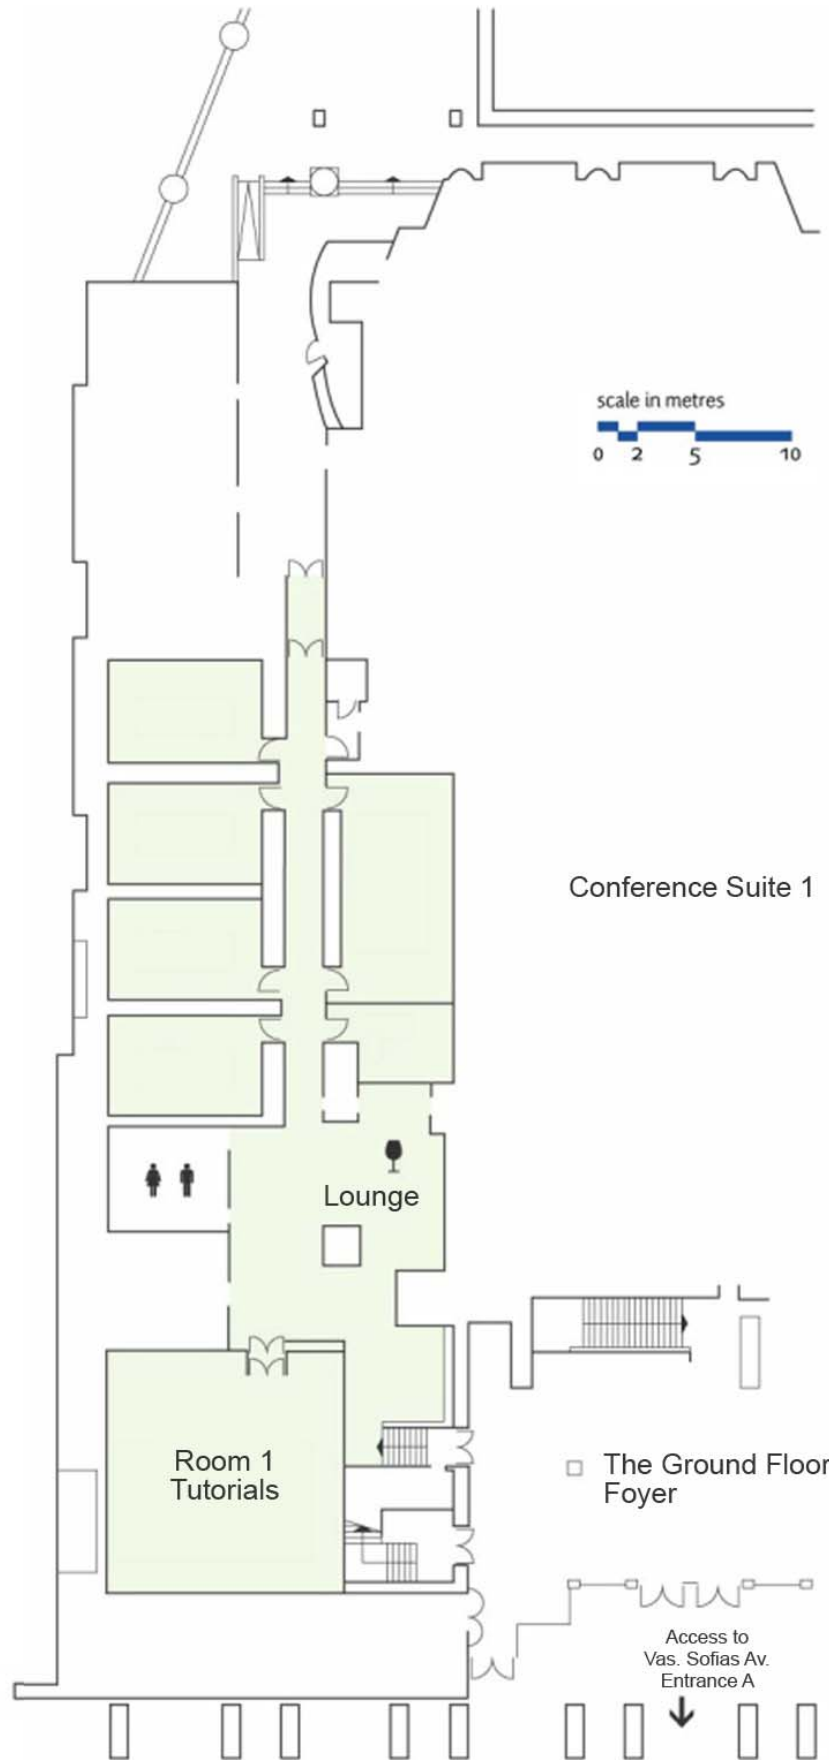 scale in metres
0 2 5 10
Conference Suite 1
Lounge
Room 1
Tutorials
The Ground Floor
Foyer
Access to
Vas. Sofias Av.
Entrance A